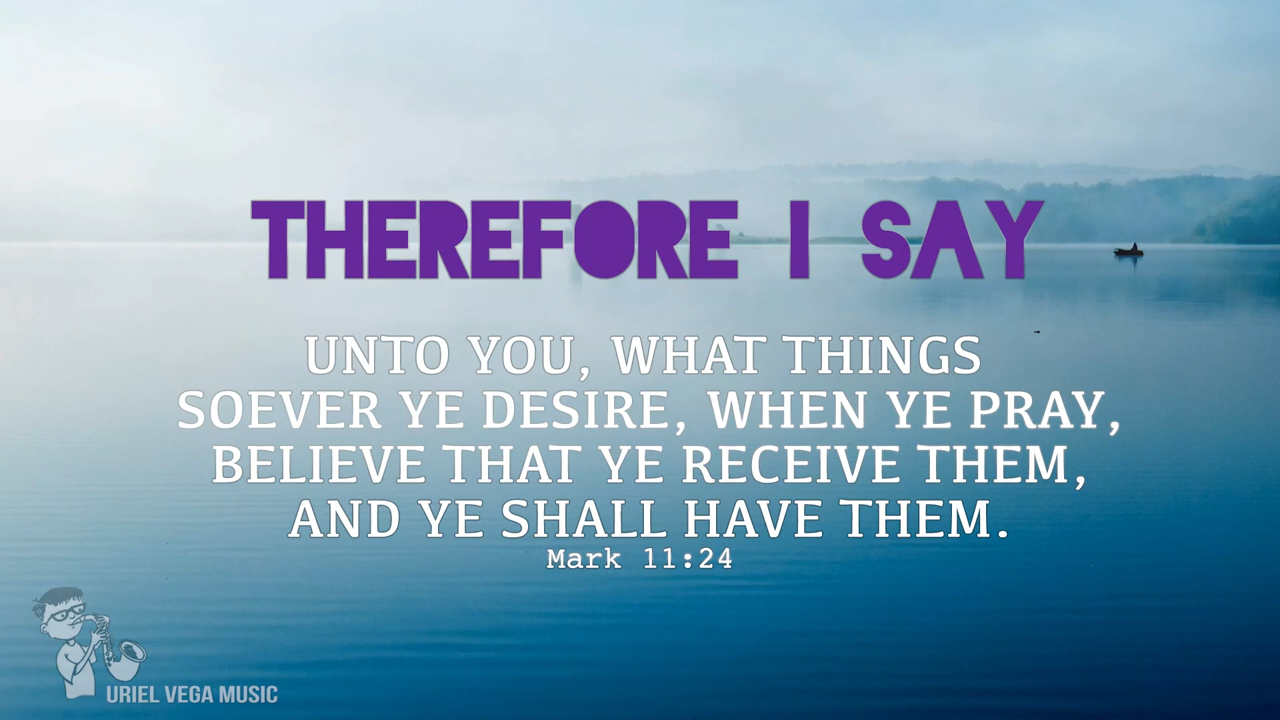 THEREFORE I SAY
UNTO YOU, WHAT THINGS
SOEVER YE DESIRE, WHEN YE PRAY,
BELIEVE THAT YE RECEIVE THEM,
AND YE SHALL HAVE THEM.
Mark 11:24
URIEL VEGA MUSIC